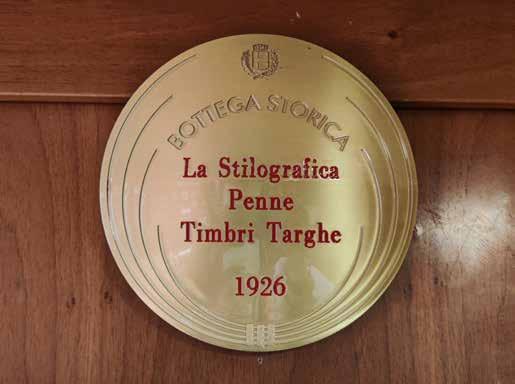 BOTTEGA STORICA
La Stilografica
Penne
Timbri Targhe
1926